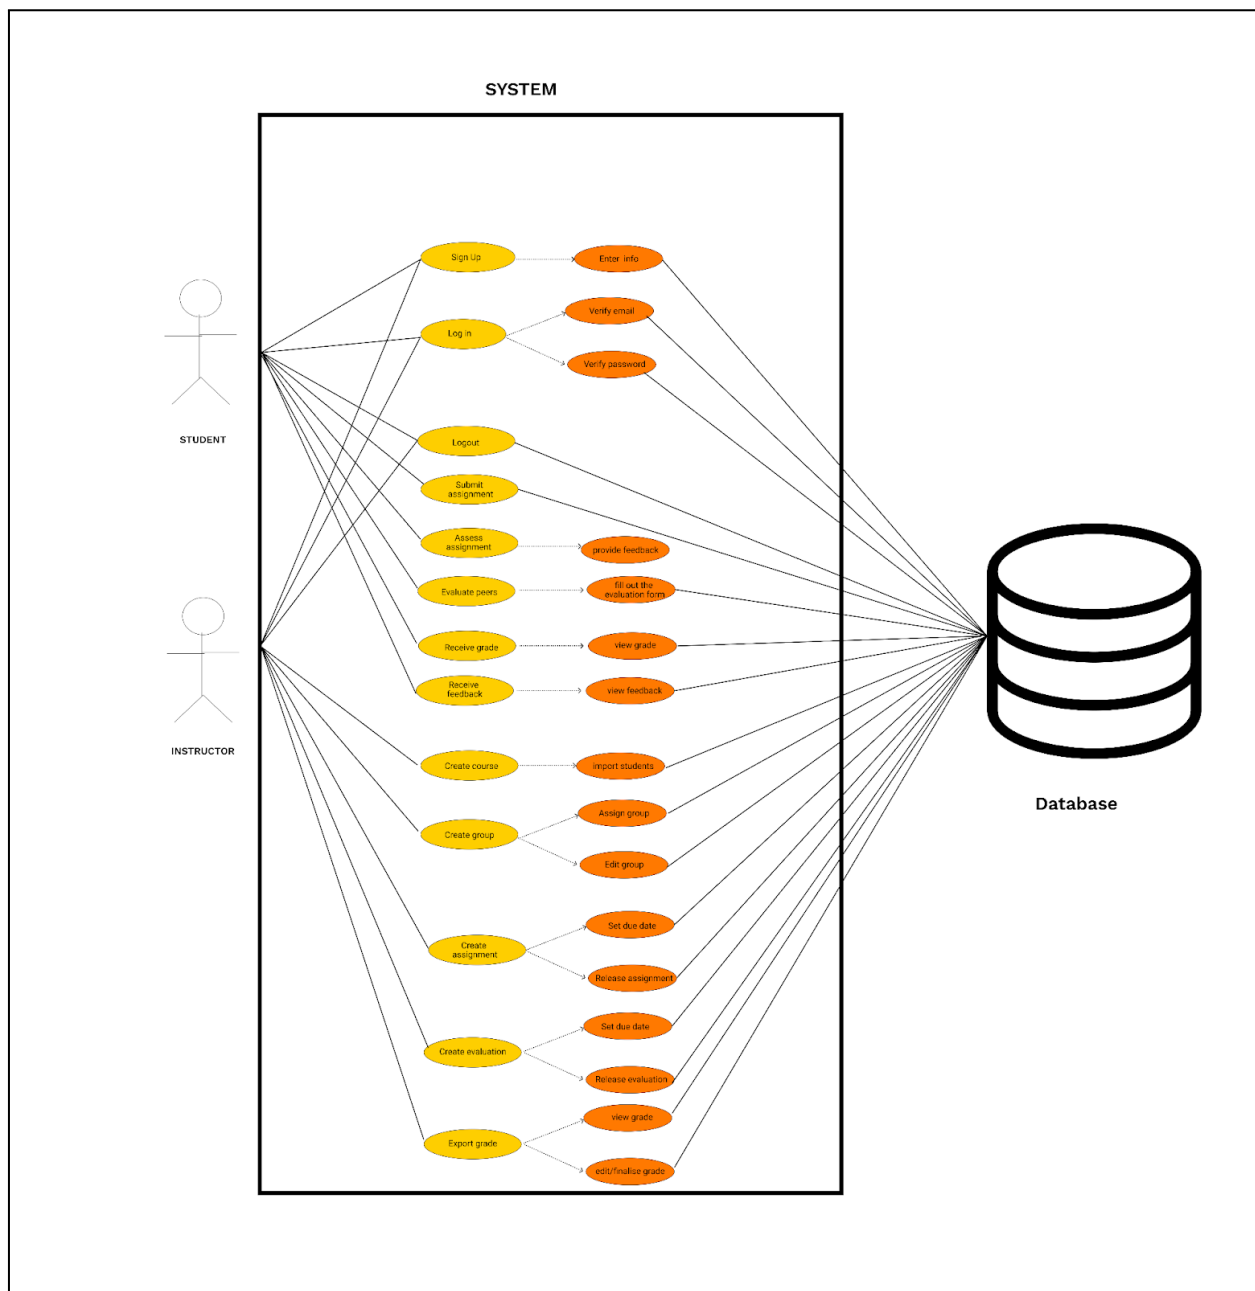 SYSTEM
Sign Up
Enter info
Verify email
Log in
Verify password
STUDENT
Logout
Submit
assignment
Assess
assignment
provide feedback
Evaluate peers
fill out the
evaluation form
Receive grade
view grade
Receive
feedback
view feedback
INSTRUCTOR
Create course
import students
Database
Assign group
Create group
Edit group
Set due date
Create
assignment
Release assignment
Set due date
Create evaluation
Release evaluation
view grade
Export grade
edit/finalise grade